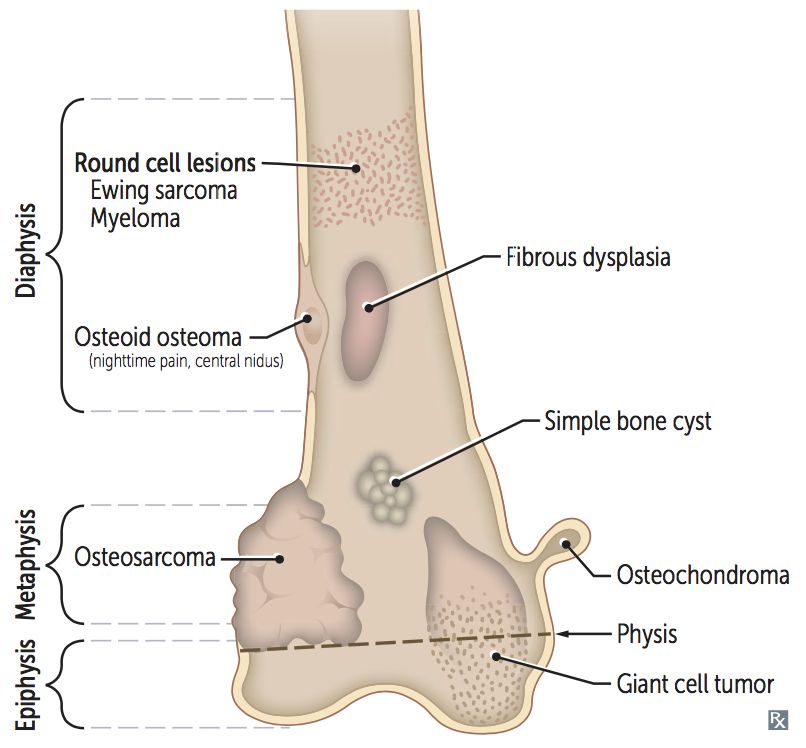 Diaphysis
Round cell lesions
Ewing sarcoma
Myeloma
Fibrous dysplasia
Osteoid osteoma
(nighttime pain, central nidus)
Simple bone cyst
Metaphysis
Osteosarcoma
Osteochondroma
Physis
Epiphysis
Giant cell tumor
Rx